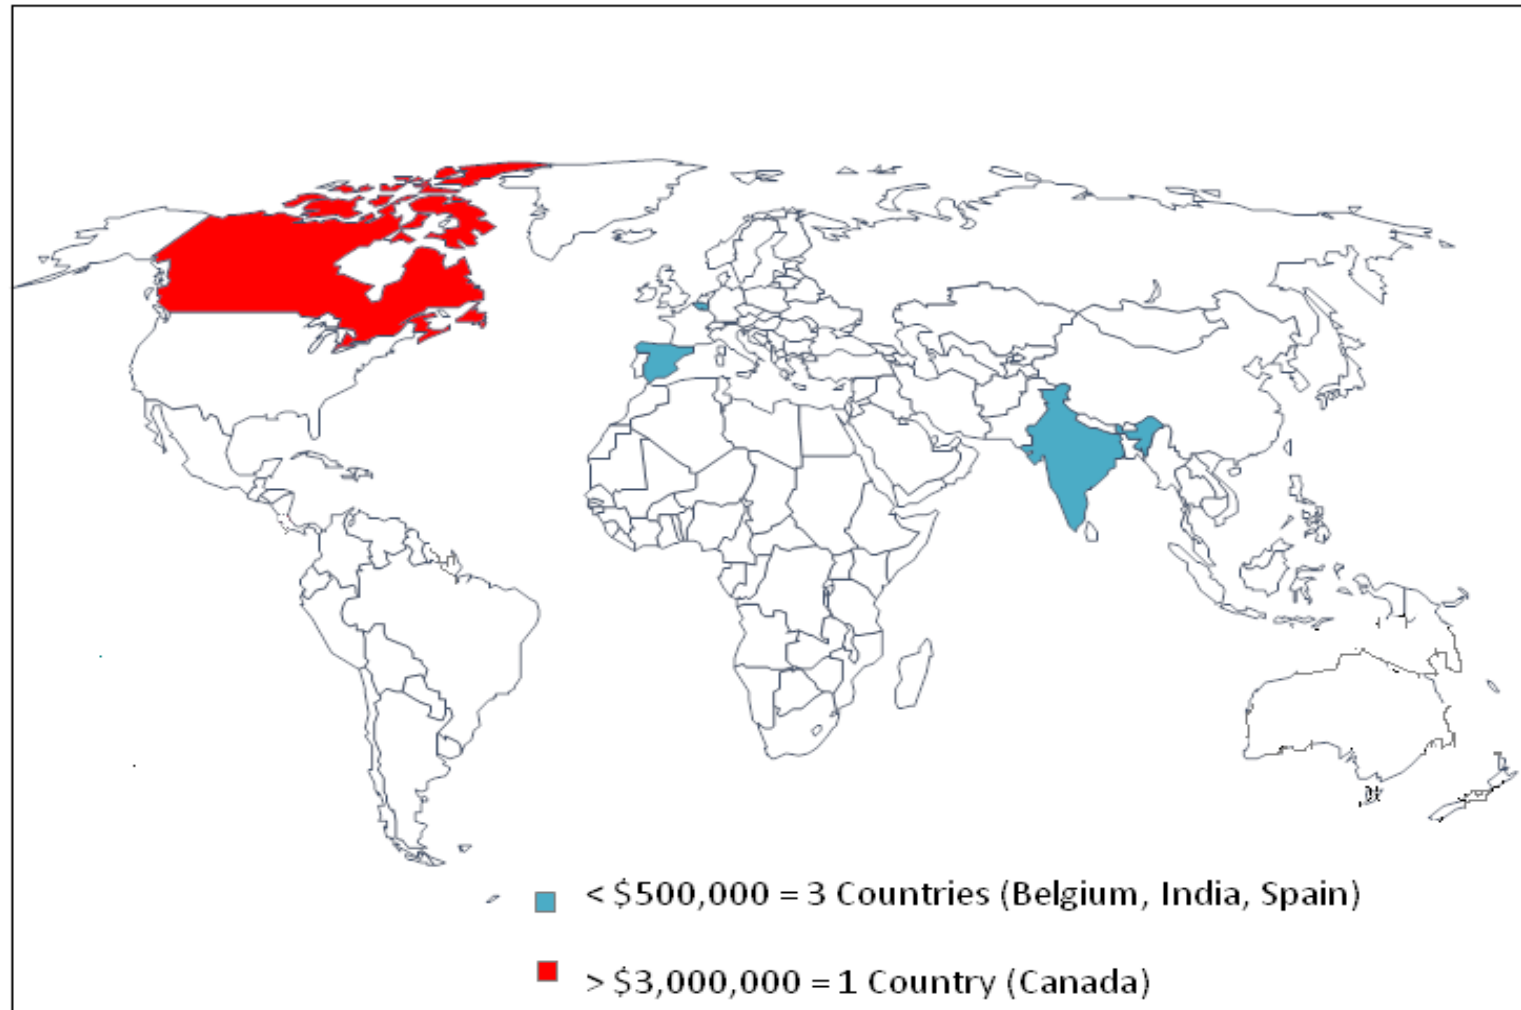 < $500,000 = 3 Countries (Belgium, India, Spain)
> $3,000,000 = 1 Country (Canada)